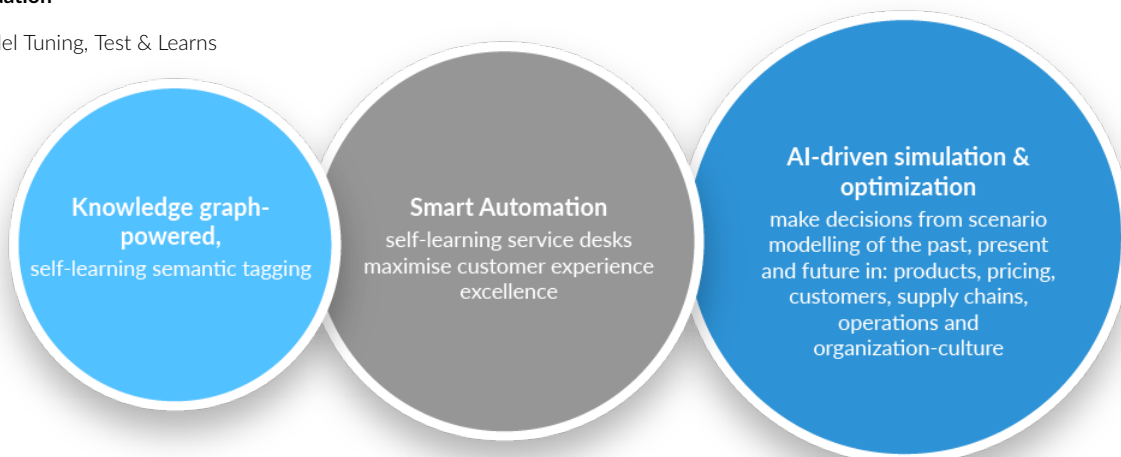 Tuning, Test & Learns
Knowledge graph-
powered,
self-learning semantic tagging
Smart Automation
self-learning service desks
maximise customer experience
excellence
AI-driven simulation &
optimization
make decisions from scenario
modelling of the past, present
and future in: products, pricing,
customers, supply chains,
operations and
organization-culture